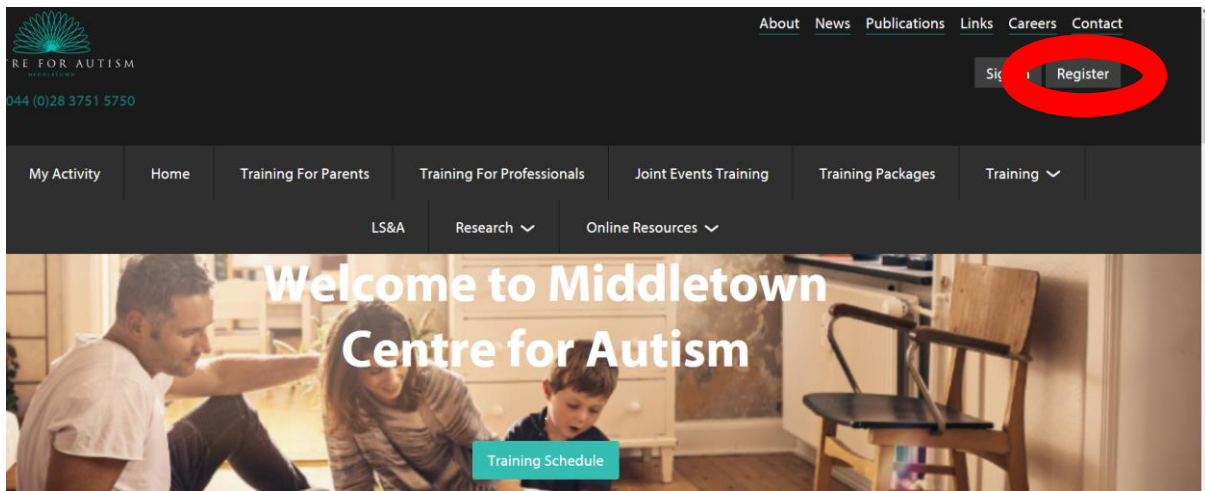 About News Publications Links Careers Contact
RE FOR AUTISM
MIDDLETOWN
Register
044 (0)28 3751 5750
My Activity Home Training For Parents Training For Professionals Joint Events Training Training Packages Training
LS&A Research Online Resources
Welcome to Middletown
Centre for Autism
Training Schedule